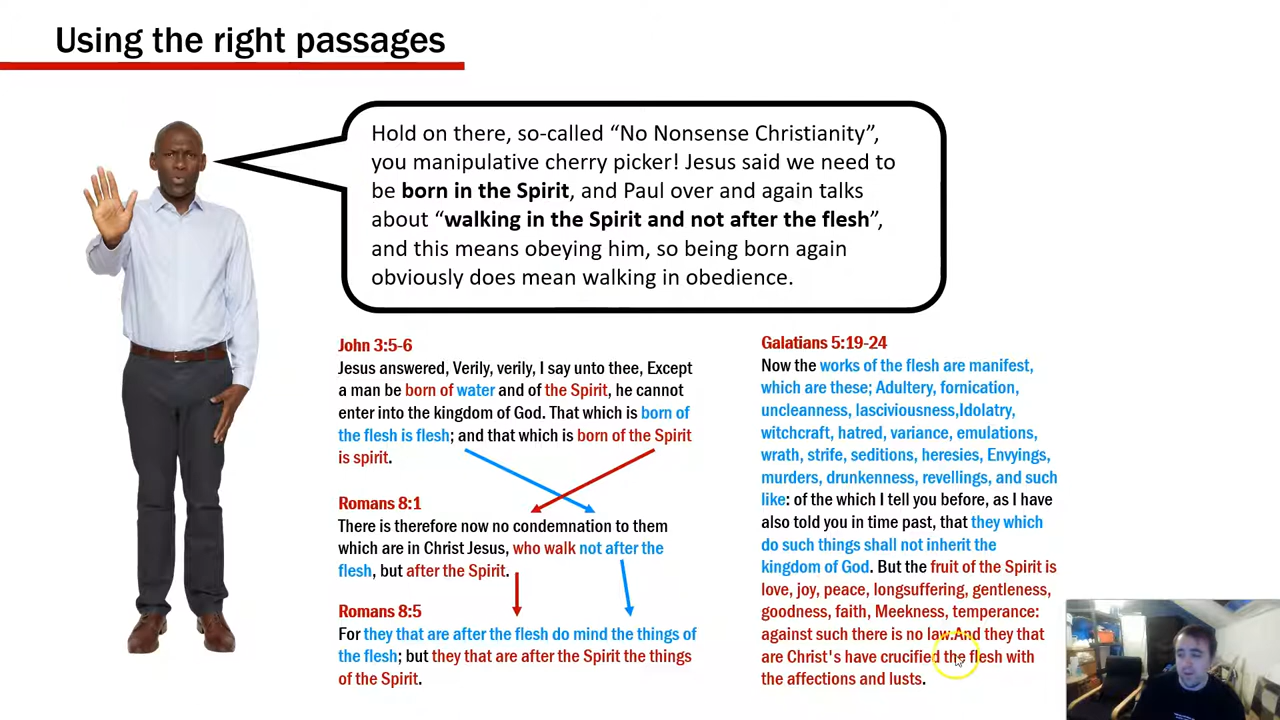 Using the right passages
Hold on there, so-called “No Nonsense Christianity”,
you manipulative cherry picker! Jesus said we need to
be born in the Spirit, and Paul over and again talks
about “walking in the Spirit and not after the flesh”,
and this means obeying him, so being born again
obviously does mean walking in obedience.
John 3:5-6
Jesus answered, Verily, verily, I say unto thee, Except
a man be born of water and of the Spirit, he cannot
enter into the kingdom of God. That which is born of
the flesh is flesh; and that which is born of the Spirit
is spirit.
Romans 8:1
There is therefore now no condemnation to them
which are in Christ Jesus, who walk not after the
flesh, but after the Spirit.
Romans 8:5
For they that are after the flesh do mind the things of
the flesh; but they that are after the Spirit the things
of the Spirit.
Galatians 5:19-24
Now the works of the flesh are manifest,
which are these; Adultery, fornication,
uncleanness, lasciviousness,Idolatry,
witchcraft, hatred, variance, emulations,
wrath, strife, seditions, heresies, Envyings,
murders, drunkenness, revellings, and such
like: of the which I tell you before, as I have
also told you in time past, that they which
do such things shall not inherit the
kingdom of God. But the fruit of the Spirit is
love, joy, peace, longsuffering, gentleness,
goodness, faith, Meekness, temperance:
against such there is no law And they that
are Christ's have crucified the flesh with
the affections and lusts.